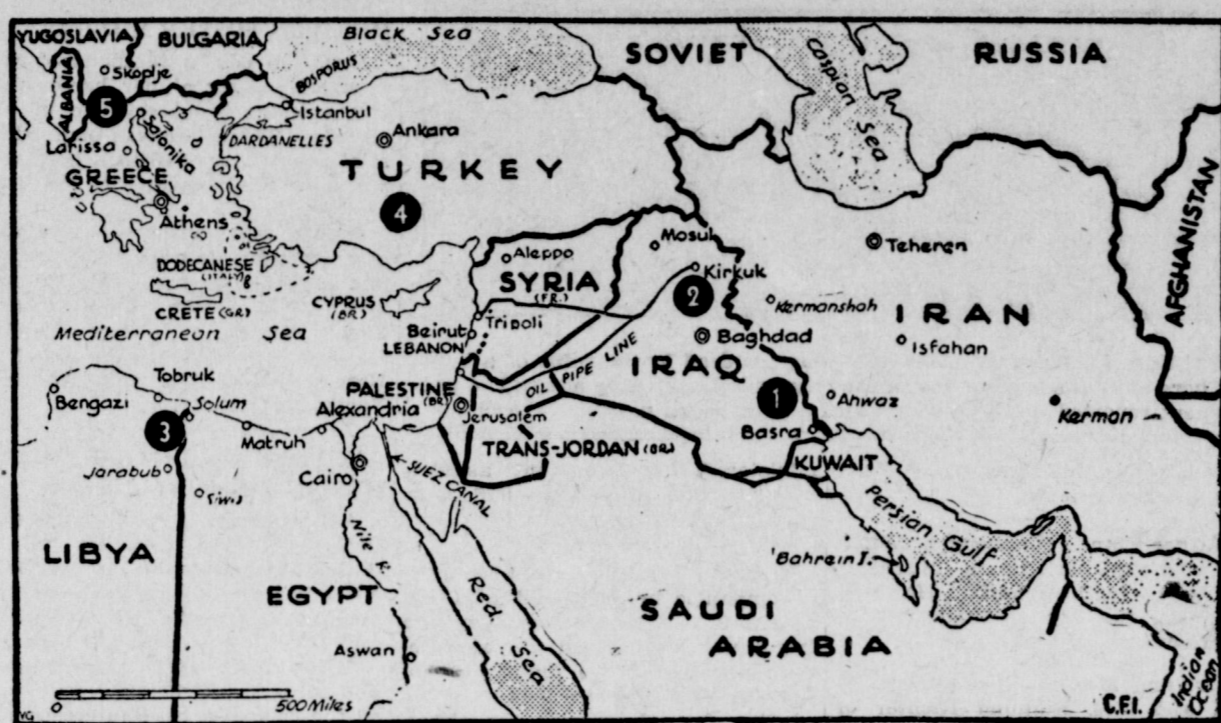 YUGOSLAVIA
BULGARIA
Black Sea
SOVIET
RUSSIA
Caspian Sea
ALBANIA
Skoplje
BOSPORUS
5
Istanbul
Salonika
Larissa
DARDANELLES
Ankara
GREECE
TURKEY
AFGHANISTAN
Athens
4
Mosul
Teheren
Aleppo
DODECANESE
(ITALY)
SYRIA
(FR.)
Kirkuk
2
CRETE (GR)
CYPRUS
(BR)
Tripoli
Kermanshah
IRAN
Mediterranean Sea
Beirut
LEBANON
Baghdad
Isfahan
OIL PIPE LINE
IRAQ
Tobruk
Bengazi
Solum
PALESTINE
(BR)
1
Ahwaz
Kerman
Alexandria
Jerusalem
3
Matruh
Basra
TRANS-JORDAN (BR)
KUWAIT
Jarabub
Cairo
SUEZ CANAL
Siwa
Persian Gulf
Nile R.
LIBYA
Bahrein I.
EGYPT
Red Sea
SAUDI
ARABIA
Aswan
0
500 Miles
C.F.I.
Indian Ocean